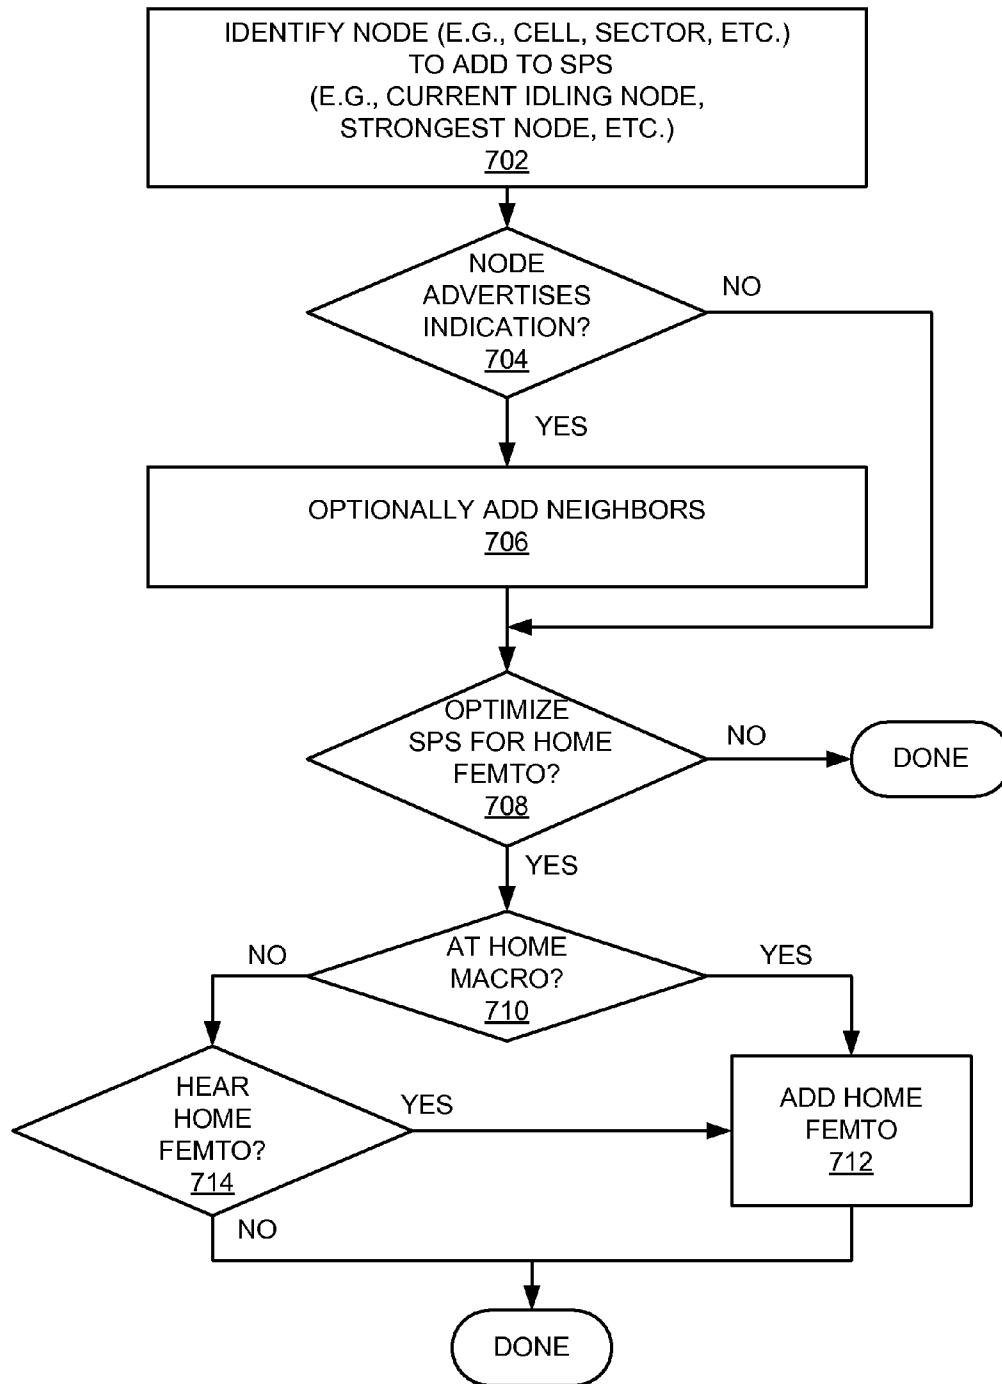 IDENTIFY NODE (E.G., CELL, SECTOR, ETC.)
TO ADD TO SPS
(E.G., CURRENT IDLING NODE,
STRONGEST NODE, ETC.)
702
NODE
ADVERTISES
INDICATION?
704
NO
YES
OPTIONALLY ADD NEIGHBORS
706
OPTIMIZE
SPS FOR HOME
FEMTO?
708
NO
DONE
YES
AT HOME
MACRO?
710
NO
YES
HEAR
HOME
FEMTO?
714
YES
ADD HOME
FEMTO
712
NO
DONE